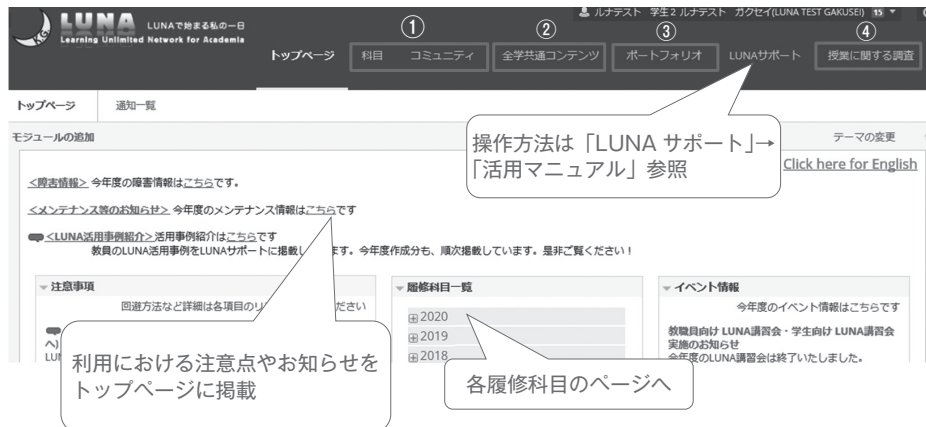 LUNA LUNAで始まる私の一日
Learning Unlimited Network for Academia
ルナテスト 学生2 ルナテスト ガクセイ(LUNA TEST GAKUSEI) 15
① ② ③ ④
トップページ 科目 コミュニティ 全学共通コンテンツ ポートフォリオ LUNAサポート 授業に関する調査
トップページ 通知一覧
モジュールの追加 テーマの変更
操作方法は「LUNA サポート」→
「活用マニュアル」参照
Click here for English
<障害情報> 今年度の障害情報はこちらです。
<メンテナンス等のお知らせ> 今年度のメンテナンス情報はこちらです
<LUNA活用事例紹介> 活用事例紹介はこちらです
教員のLUNA活用事例をLUNAサポートに掲載し ます。今年度作成分も、順次掲載しています。是非ご覧ください!
注意事項
回避方法など詳細は各項目のリ ださい
へ)
LUN
利用における注意点やお知らせを
トップページに掲載
履修科目一覧
2020
2019
2018
各履修科目のページへ
イベント情報
今年度のイベント情報はこちらです
教職員向け LUNA講習会・学生向け LUNA講習会
実施のお知らせ
今年度のLUNA講習会は終了いたしました。